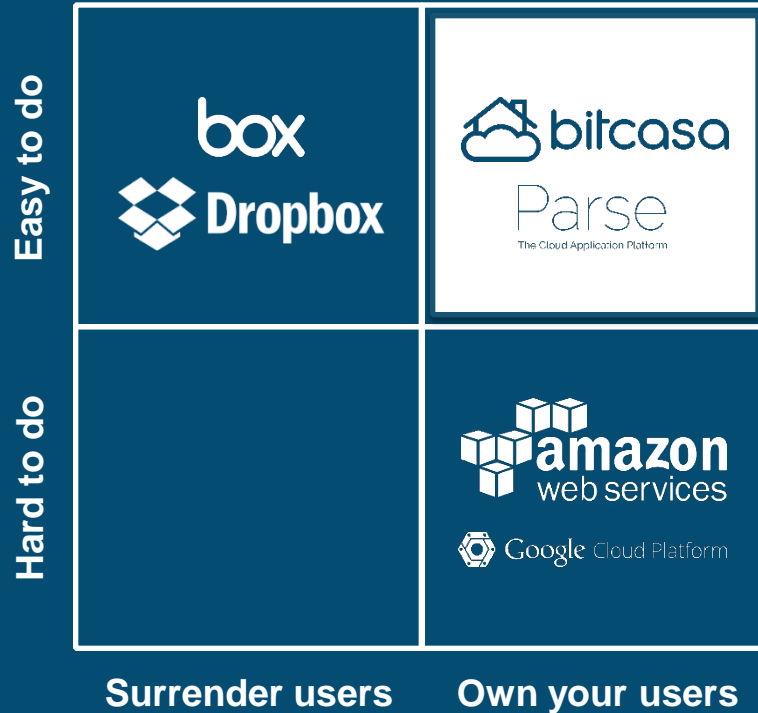 Easy to do
box
Dropbox
bitcasa
Parse
The Cloud Application Platform
Hard to do
amazon
web services
Google Cloud Platform
Surrender users
Own your users